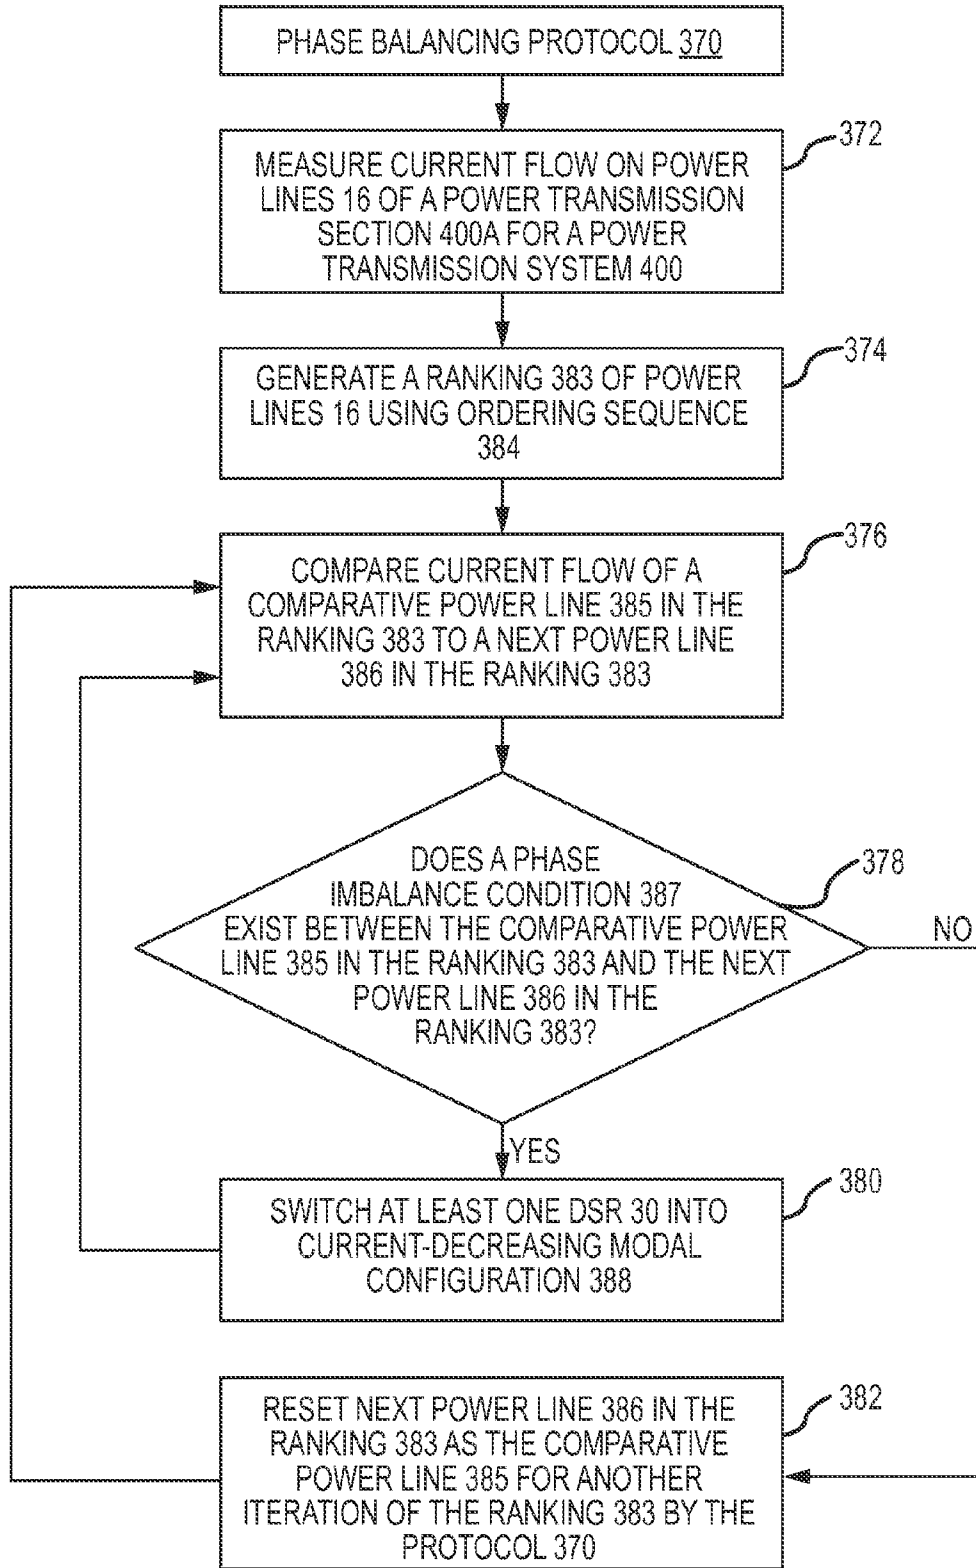 PHASE BALANCING PROTOCOL 370
372
MEASURE CURRENT FLOW ON POWER
LINES 16 OF A POWER TRANSMISSION
SECTION 400A FOR A POWER
TRANSMISSION SYSTEM 400
374
GENERATE A RANKING 383 OF POWER
LINES 16 USING ORDERING SEQUENCE
384
376
COMPARE CURRENT FLOW OF A
COMPARATIVE POWER LINE 385 IN THE
RANKING 383 TO A NEXT POWER LINE
386 IN THE RANKING 383
378
DOES A PHASE
IMBALANCE CONDITION 387
EXIST BETWEEN THE COMPARATIVE POWER
LINE 385 IN THE RANKING 383 AND THE NEXT
POWER LINE 386 IN THE
RANKING 383?
NO
YES
380
SWITCH AT LEAST ONE DSR 30 INTO
CURRENT-DECREASING MODAL
CONFIGURATION 388
382
RESET NEXT POWER LINE 386 IN THE
RANKING 383 AS THE COMPARATIVE
POWER LINE 385 FOR ANOTHER
ITERATION OF THE RANKING 383 BY THE
PROTOCOL 370